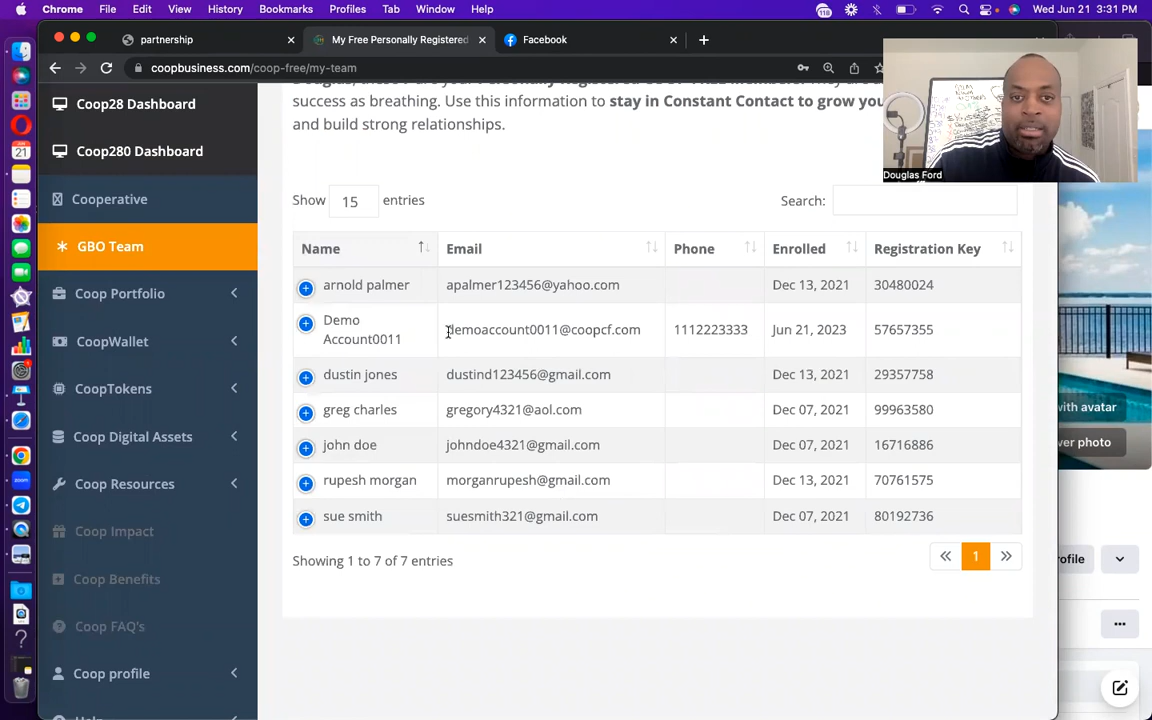 Chrome File Edit View History Bookmarks Profiles Tab Window Help
118
Wed Jun 21 3:31 PM
partnership
My Free Personally Registered
Facebook
coopbusiness.com/coop-free/my-team
Douglas Ford
Coop28 Dashboard
Coop280 Dashboard
Cooperative
GBO Team
Coop Portfolio
CoopWallet
CoopTokens
Coop Digital Assets
Coop Resources
Coop Impact
Coop Benefits
Coop FAQ's
Coop profile
success as breathing. Use this information to stay in Constant Contact to grow
and build strong relationships.
Show 15 entries
Search:
Name Email Phone Enrolled Registration Key
arnold palmer apalmer123456@yahoo.com Dec 13, 2021 30480024
Demo
Account0011 demoaccount0011@coopcf.com 1112223333 Jun 21, 2023 57657355
dustin jones dustind123456@gmail.com Dec 13, 2021 29357758
greg charles gregory4321@aol.com Dec 07, 2021 99963580
john doe johndoe4321@gmail.com Dec 07, 2021 16716886
rupesh morgan morganrupesh@gmail.com Dec 13, 2021 70761575
sue smith suesmith321@gmail.com Dec 07, 2021 80192736
Showing 1 to 7 of 7 entries
1
with avatar
ver photo